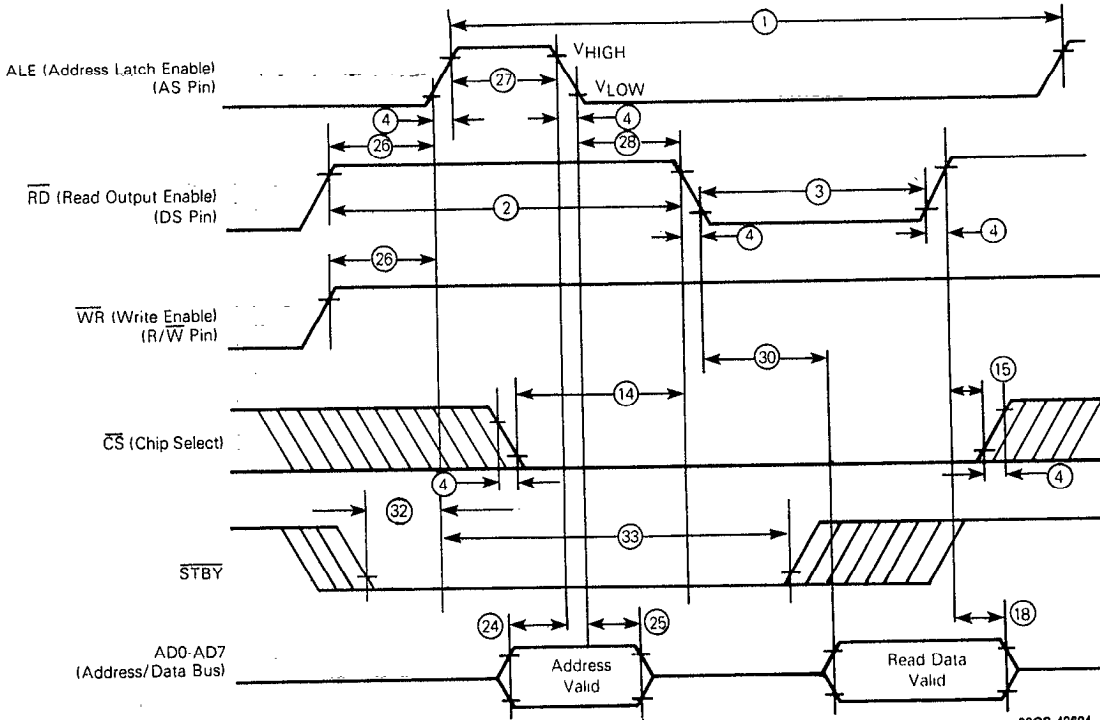 1
ALE (Address Latch Enable)
(AS Pin)
VHIGH
27
VLOW
4
4
26
28
RD (Read Output Enable)
(DS Pin)
2
3
4
4
26
WR (Write Enable)
(R/W Pin)
30
15
14
CS (Chip Select)
4
4
32
33
STBY
24
25
18
AD0-AD7
(Address/Data Bus)
Address
Valid
Read Data
Valid